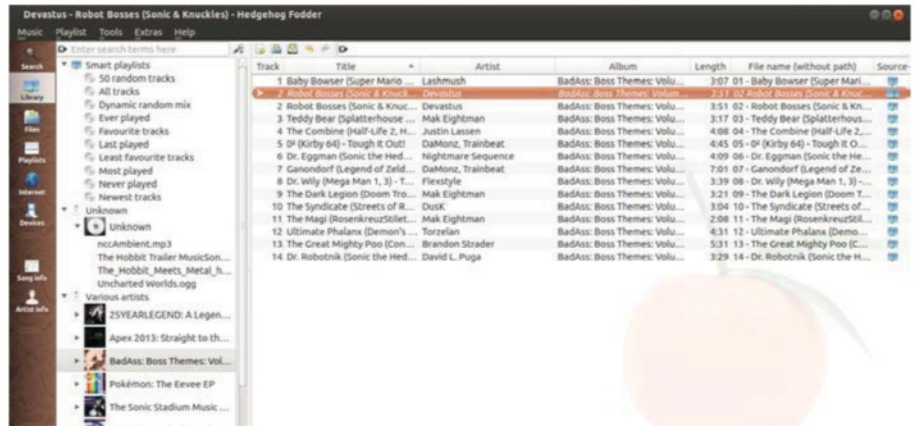 Devastus - Robot Bosses (Sonic & Knuckles) - Hedgehog Fodder
Music Playlist Tools Extras Help
Search
Library
Files
Playlists
Internet
Devices
Song info
Artist info
Enter search terms here
Smart playlists
50 random tracks
All tracks
Dynamic random mix
Ever played
Favourite tracks
Last played
Least favourite tracks
Most played
Never played
Newest tracks
Unknown
Unknown
nccAmbient.mp3
The Hobbit Trailer MusicSon...
The_Hobbit_Meets_Metal_h...
Uncharted Worlds.ogg
Various artists
25YEARLEGEND: A Legen...
Apex 2013: Straight to th...
BadAss: Boss Themes: Vol...
Pokémon: The Eevee EP
The Sonic Stadium Music ...
Track Title Artist Album Length File name (without path) Source
1 Baby Bowser (Super Mario ... Lashmush BadAss: Boss Themes: Volu... 3:07 01 - Baby Bowser (Super Mari...
2 Robot Bosses (Sonic & Knuck... Devastus BadAss: Boss Themes: Volum... 3:51 02 Robot Bosses (Sonic & Knuc...
2 Robot Bosses (Sonic & Knuc... Devastus BadAss: Boss Themes: Volu... 3:51 02 - Robot Bosses (Sonic & Kn...
3 Teddy Bear (Splatterhouse ... Mak Eightman BadAss: Boss Themes: Volu... 3:17 03 - Teddy Bear (Splatterhous...
4 The Combine (Half-Life 2, H... Justin Lassen BadAss: Boss Themes: Volu... 4:08 04 - The Combine (Half-Life 2,...
5 0² (Kirby 64) - Tough It Out! DaMonz, Trainbeat BadAss: Boss Themes: Volu... 4:45 05 - 0² (Kirby 64) - Tough It O...
6 Dr. Eggman (Sonic the Hed... Nightmare Sequence BadAss: Boss Themes: Volu... 4:09 06 - Dr. Eggman (Sonic the He...
7 Ganondorf (Legend of Zeld... DaMonz, Trainbeat BadAss: Boss Themes: Volu... 7:01 07 - Ganondorf (Legend of Ze...
8 Dr. Wily (Mega Man 1, 3) - T... Flexstyle BadAss: Boss Themes: Volu... 3:39 08 - Dr. Wily (Mega Man 1, 3) -...
9 The Dark Legion (Doom Tro... Mak Eightman BadAss: Boss Themes: Volu... 3:21 09 - The Dark Legion (Doom T...
10 The Syndicate (Streets of R... DusK BadAss: Boss Themes: Volu... 3:04 10 - The Syndicate (Streets of...
11 The Magi (RosenkreuzStilet... Mak Eightman BadAss: Boss Themes: Volu... 2:08 11 - The Magi (RosenkreuzStil...
12 Ultimate Phalanx (Demon's ... Torzelan BadAss: Boss Themes: Volu... 4:31 12 - Ultimate Phalanx (Demo...
13 The Great Mighty Poo (Con... Brandon Strader BadAss: Boss Themes: Volu... 5:31 13 - The Great Mighty Poo (C...
14 Dr. Robotnik (Sonic the Hed... David L. Puga BadAss: Boss Themes: Volu... 3:29 14 - Dr. Robotnik (Sonic the H...